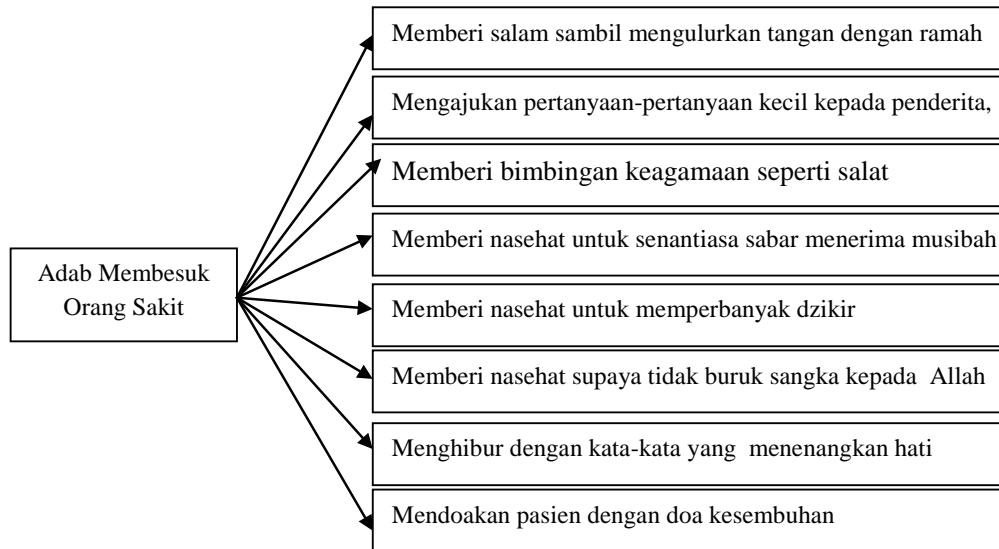 Memberi salam sambil mengulurkan tangan dengan ramah
Mengajukan pertanyaan-pertanyaan kecil kepada penderita,
Memberi bimbingan keagamaan seperti salat
Memberi nasehat untuk senantiasa sabar menerima musibah
Adab Membesuk
Orang Sakit
Memberi nasehat untuk memperbanyak dzikir
Memberi nasehat supaya tidak buruk sangka kepada Allah
Menghibur dengan kata-kata yang menenangkan hati
Mendoakan pasien dengan doa kesembuhan